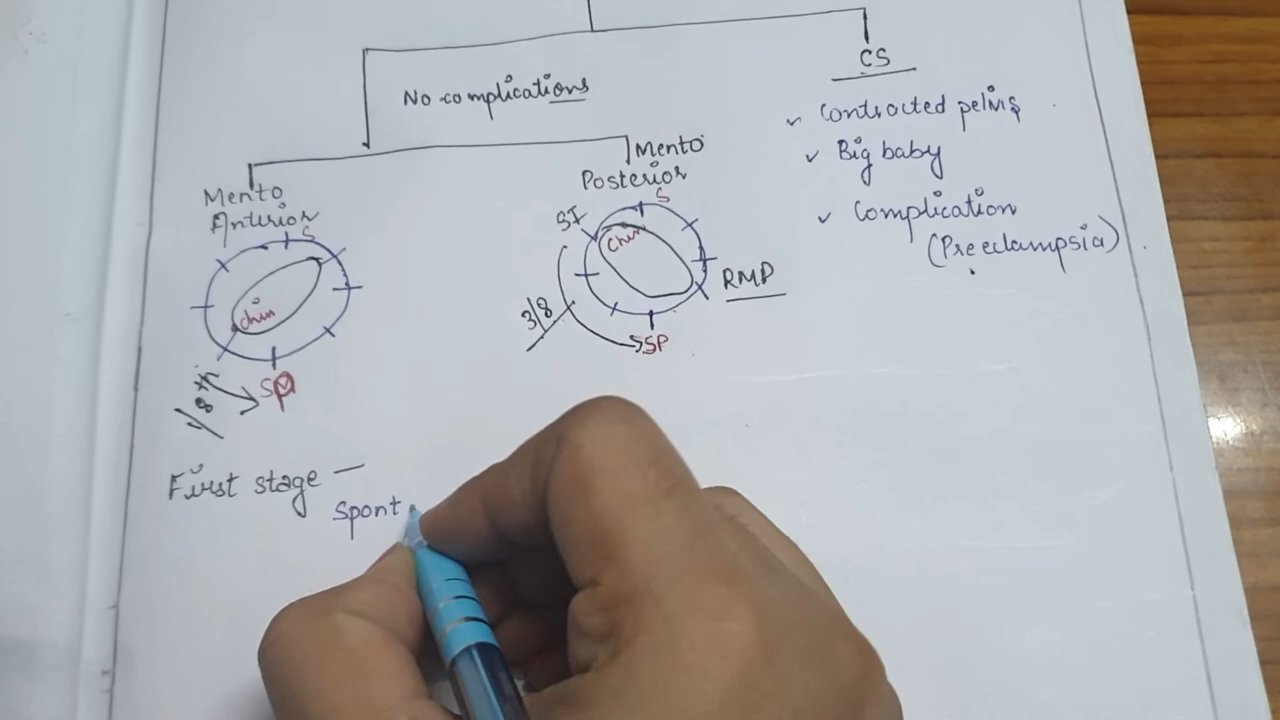 CS
No complications
Contracted pelvis
Big baby
Complication
(Preeclampsia)
Mento
Anterior
S
chin
1/8th
SP
Mento
Posterior
S
SI
chin
RMP
3/8
SP
First stage —
Spont